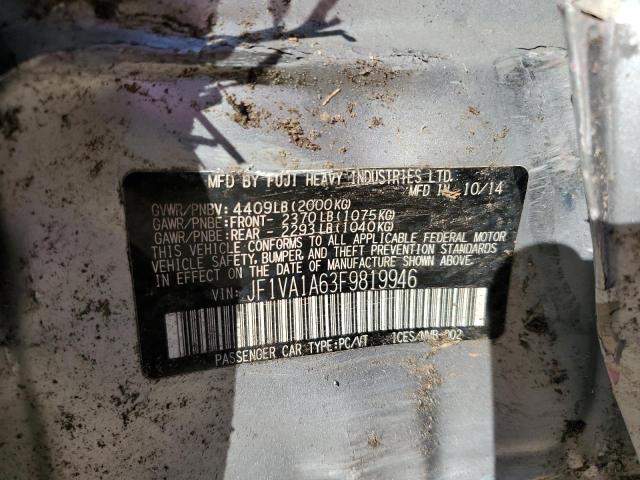 MFD BY FUJI HEAVY INDUSTRIES LTD.
MFD IN 10/14
GVWR/PNBV: 4409LB(2000KG)
GAWR/PNBE:FRONT- 2370LB(1075KG)
GAWR/PNBE:REAR - 2293LB(1040KG)
THIS VEHICLE CONFORMS TO ALL APPLICABLE FEDERAL MOTOR
VEHICLE SAFETY, BUMPER, AND THEFT PREVENTION STANDARDS
IN EFFECT ON THE DATE OF MANUFACTURE SHOWN ABOVE.
VIN: JF1VA1A63F9819946
PASSENGER CAR TYPE:PC/VT ICES/NMB-002